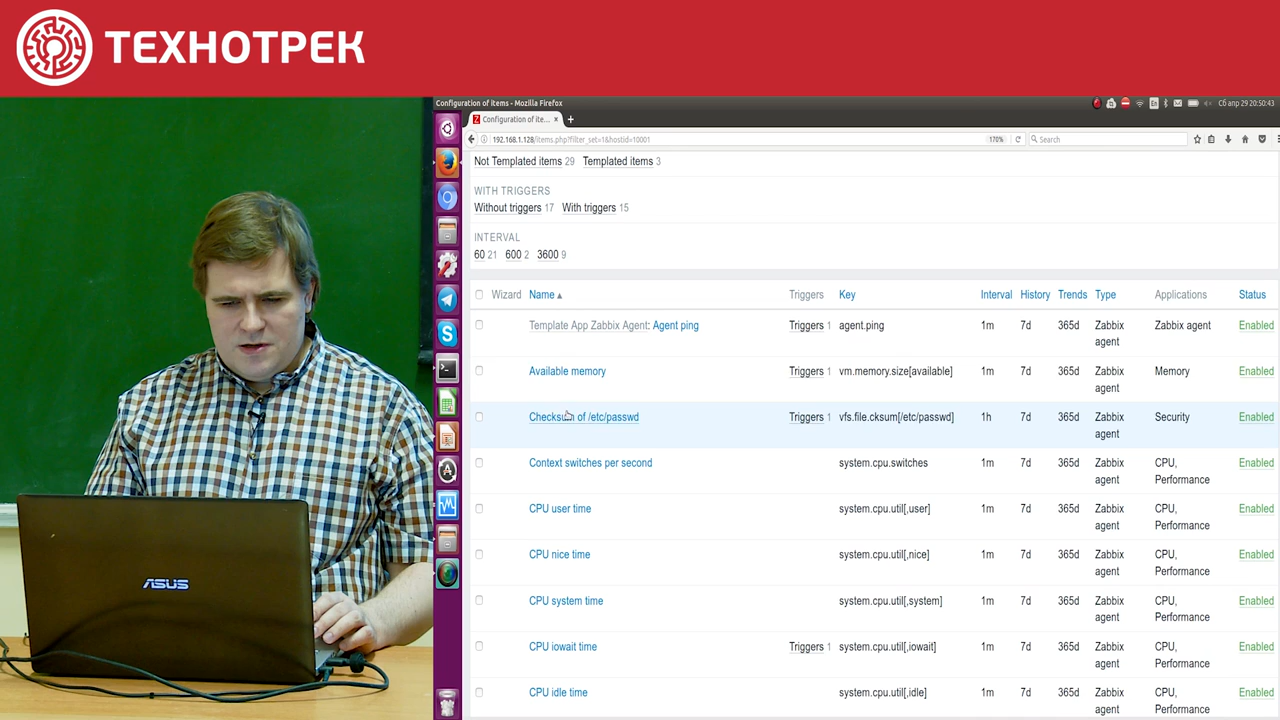 ТЕХНОТРЕК
Configuration of items - Mozilla Firefox
En
Сб апр 29 20:50:43
Configuration of ite...
192.168.1.128/items.php?filter_set=1&hostid=10001
170%
Search
Not Templated items 29 Templated items 3
WITH TRIGGERS
Without triggers 17 With triggers 15
INTERVAL
60 21 600 2 3600 9
Wizard Name Triggers Key Interval History Trends Type Applications Status
Template App Zabbix Agent: Agent ping Triggers 1 agent.ping 1m 7d 365d Zabbix agent Zabbix agent Enabled
Available memory Triggers 1 vm.memory.size[available] 1m 7d 365d Zabbix agent Memory Enabled
Checksum of /etc/passwd Triggers 1 vfs.file.cksum[/etc/passwd] 1h 7d 365d Zabbix agent Security Enabled
Context switches per second system.cpu.switches 1m 7d 365d Zabbix agent CPU, Performance Enabled
CPU user time system.cpu.util[,user] 1m 7d 365d Zabbix agent CPU, Performance Enabled
CPU nice time system.cpu.util[,nice] 1m 7d 365d Zabbix agent CPU, Performance Enabled
CPU system time system.cpu.util[,system] 1m 7d 365d Zabbix agent CPU, Performance Enabled
CPU iowait time Triggers 1 system.cpu.util[,iowait] 1m 7d 365d Zabbix agent CPU, Performance Enabled
CPU idle time system.cpu.util[,idle] 1m 7d 365d Zabbix agent CPU, Performance Enabled
ASUS